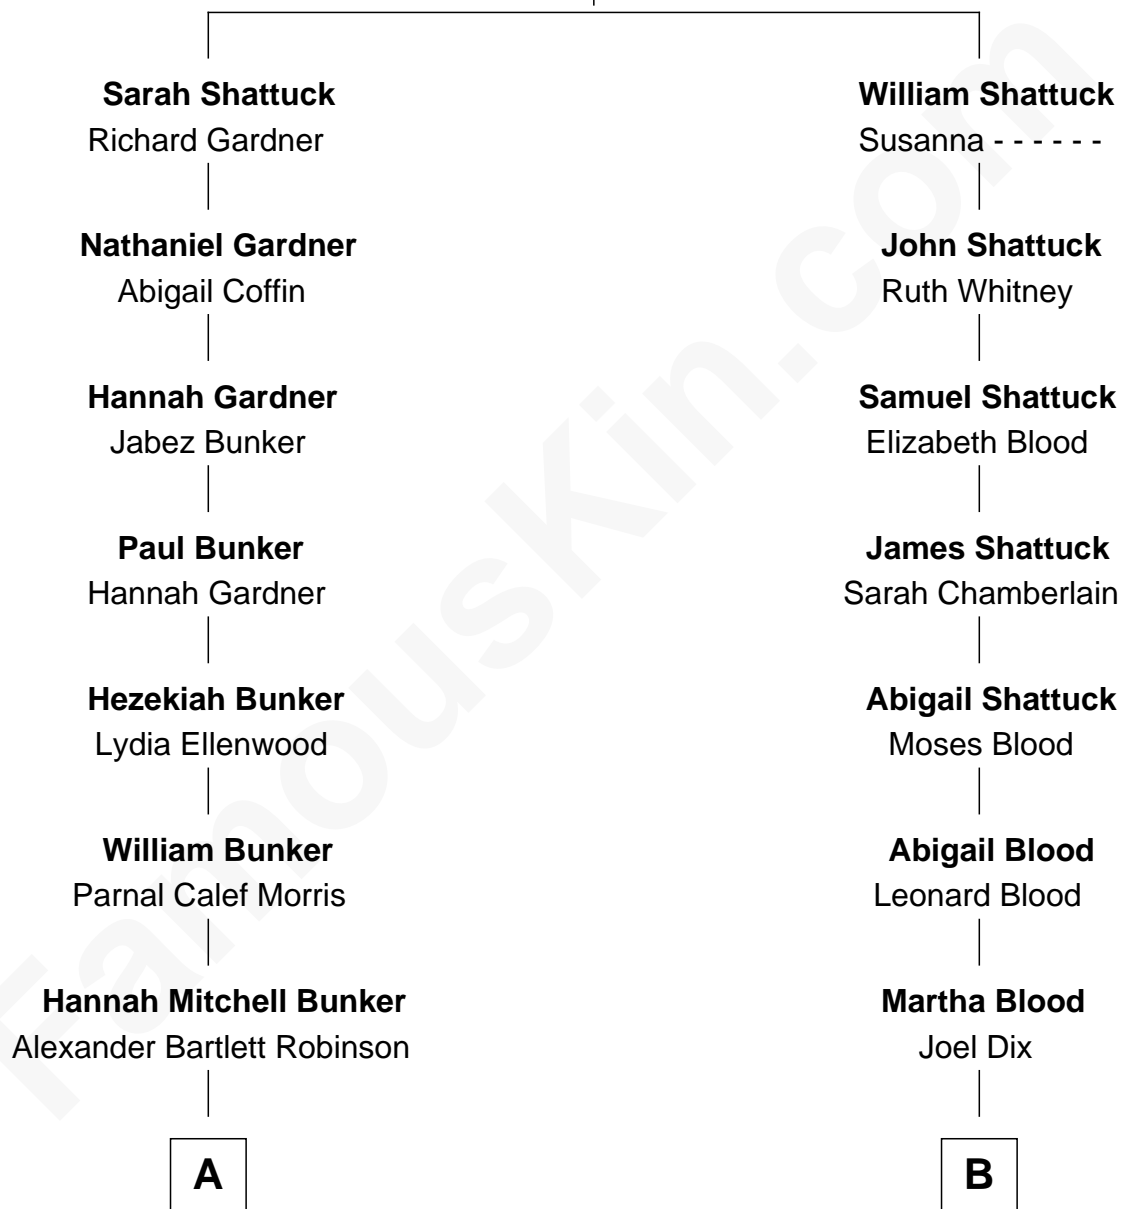 Sarah Shattuck
Richard Gardner
Nathaniel Gardner
Abigail Coffin
Hannah Gardner
Jabez Bunker
Paul Bunker
Hannah Gardner
Hezekiah Bunker
Lydia Ellenwood
William Bunker
Parnal Calef Morris
Hannah Mitchell Bunker
Alexander Bartlett Robinson
A
William Shattuck
Susanna - - - - - -
John Shattuck
Ruth Whitney
Samuel Shattuck
Elizabeth Blood
James Shattuck
Sarah Chamberlain
Abigail Shattuck
Moses Blood
Abigail Blood
Leonard Blood
Martha Blood
Joel Dix
B
FamousKin.com